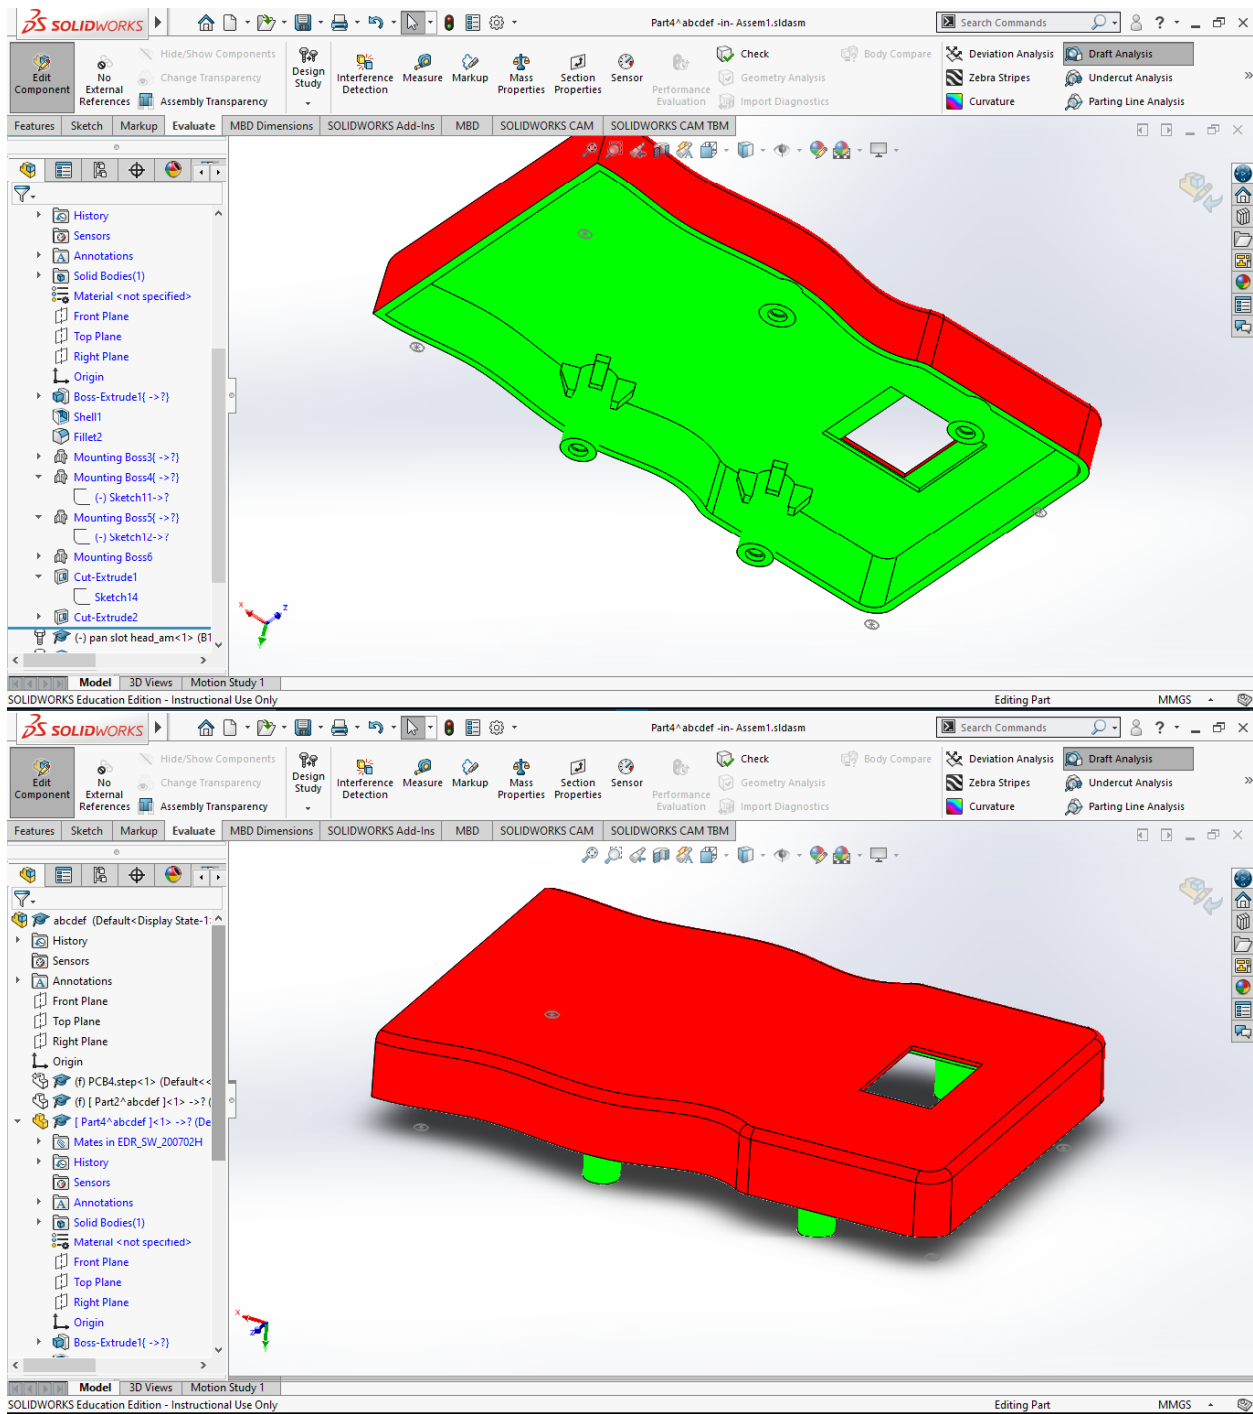 SOLIDWORKS
Part4^abcdef -in- Assem1.sldasm
Search Commands
?
Edit Component
No External References
Hide/Show Components
Change Transparency
Assembly Transparency
Design Study
Interference Detection
Measure
Markup
Mass Properties
Section Properties
Sensor
Performance Evaluation
Check
Geometry Analysis
Import Diagnostics
Body Compare
Deviation Analysis
Zebra Stripes
Curvature
Draft Analysis
Undercut Analysis
Parting Line Analysis
Features Sketch Markup Evaluate MBD Dimensions SOLIDWORKS Add-Ins MBD SOLIDWORKS CAM SOLIDWORKS CAM TBM
History
Sensors
Annotations
Solid Bodies(1)
Material <not specified>
Front Plane
Top Plane
Right Plane
Origin
Boss-Extrude1{ ->?}
Shell1
Fillet2
Mounting Boss3{ ->?}
Mounting Boss4{ ->?}
(-) Sketch11->?
Mounting Boss5{ ->?}
(-) Sketch12->?
Mounting Boss6
Cut-Extrude1
Sketch14
Cut-Extrude2
(-) pan slot head_am<1> (B1
x z y
Model 3D Views Motion Study 1
SOLIDWORKS Education Edition - Instructional Use Only
Editing Part
MMGS
SOLIDWORKS
Part4^abcdef -in- Assem1.sldasm
Search Commands
?
Edit Component
No External References
Hide/Show Components
Change Transparency
Assembly Transparency
Design Study
Interference Detection
Measure
Markup
Mass Properties
Section Properties
Sensor
Performance Evaluation
Check
Geometry Analysis
Import Diagnostics
Body Compare
Deviation Analysis
Zebra Stripes
Curvature
Draft Analysis
Undercut Analysis
Parting Line Analysis
Features Sketch Markup Evaluate MBD Dimensions SOLIDWORKS Add-Ins MBD SOLIDWORKS CAM SOLIDWORKS CAM TBM
abcdef (Default<Display State-1:
History
Sensors
Annotations
Front Plane
Top Plane
Right Plane
Origin
(f) PCB4.step<1> (Default<<
(f) [ Part2^abcdef ]<1> ->? (
[ Part4^abcdef ]<1> ->? (De
Mates in EDR_SW_200702H
History
Sensors
Annotations
Solid Bodies(1)
Material <not specified>
Front Plane
Top Plane
Right Plane
Origin
Boss-Extrude1{ ->?}
x z y
Model 3D Views Motion Study 1
SOLIDWORKS Education Edition - Instructional Use Only
Editing Part
MMGS